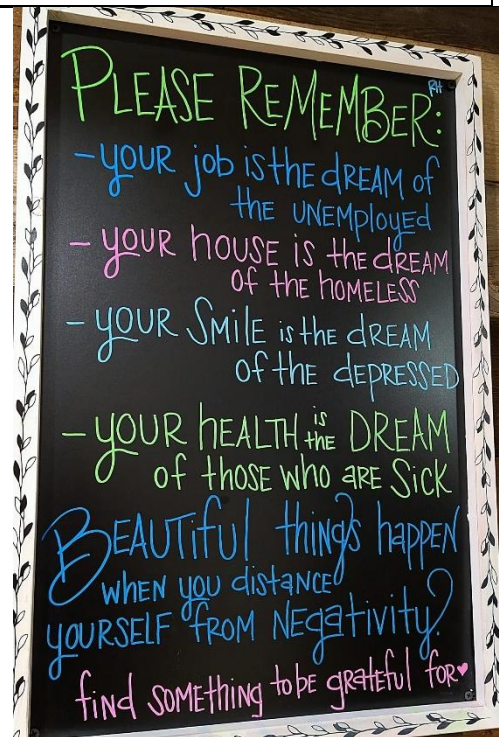 RH
PLEASE REMEMBER:
-YOUR job is the dREAM of
the UNEMployed
- YOUR house is the dREAM
of the HOMELESS
- YOUR SMilE is the dREAM
of the dEPRESSED
- YOUR hEALTH is the DREAM
of those who ARE SiCK
BEAUTiful things happen
WHEN you distance
YOURSELF FROM NEgativity?
find SOMEthing to be grateful for♥